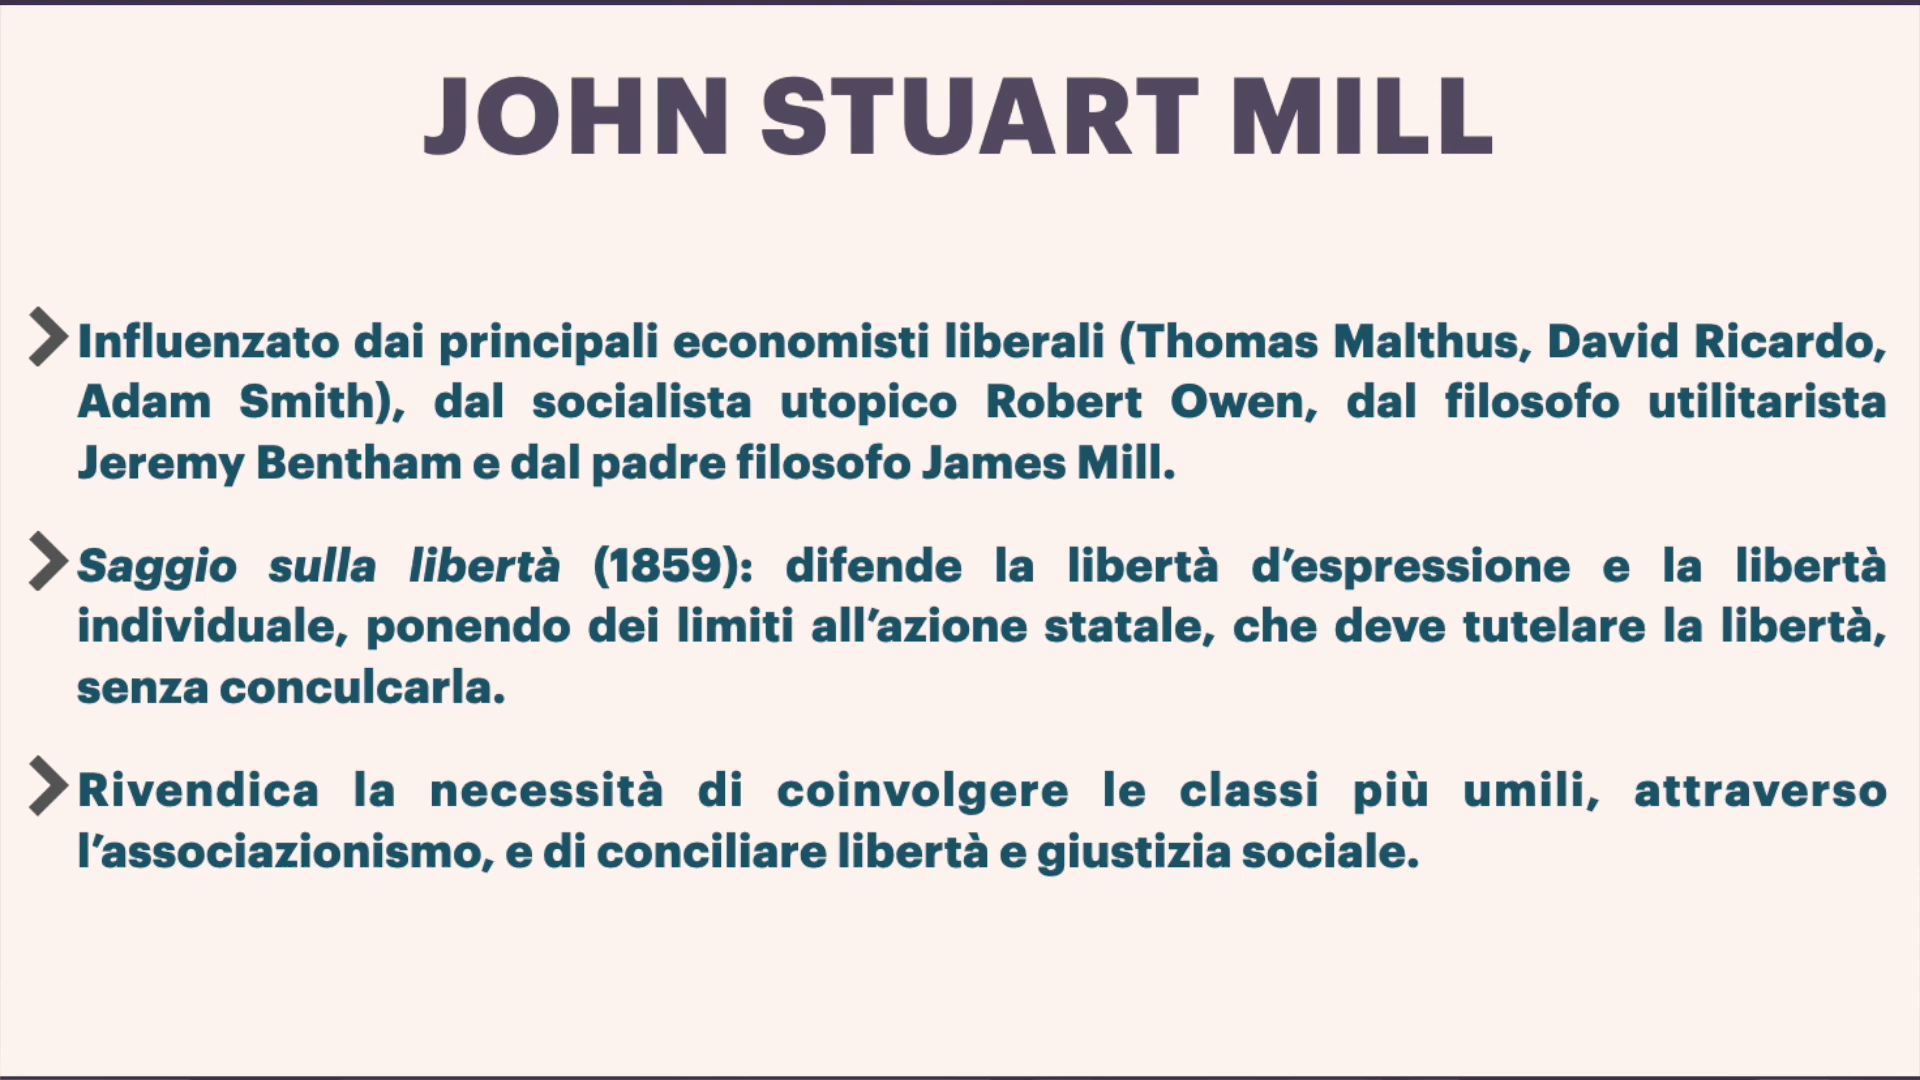 JOHN STUART MILL
Influenzato dai principali economisti liberali (Thomas Malthus, David Ricardo,
Adam Smith), dal socialista utopico Robert Owen, dal filosofo utilitarista
Jeremy Bentham e dal padre filosofo James Mill.
Saggio sulla libertà (1859): difende la libertà d’espressione e la libertà
individuale, ponendo dei limiti all’azione statale, che deve tutelare la libertà,
senza conculcarla.
Rivendica la necessità di coinvolgere le classi più umili, attraverso
l’associazionismo, e di conciliare libertà e giustizia sociale.